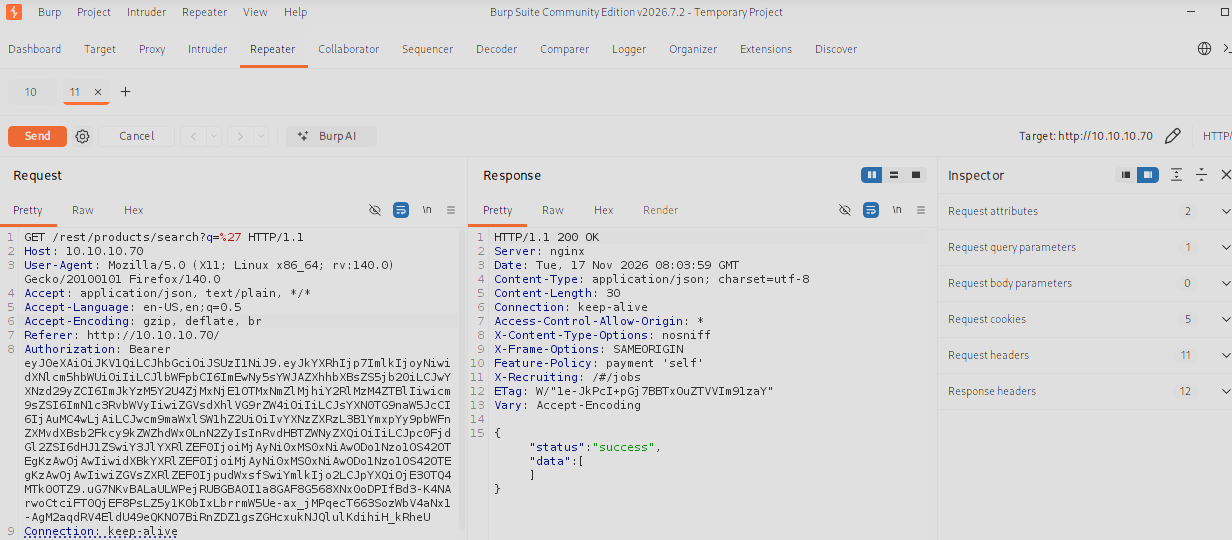 Burp Project Intruder Repeater View Help Burp Suite Community Edition v2026.7.2 - Temporary Project
Dashboard Target Proxy Intruder Repeater Collaborator Sequencer Decoder Comparer Logger Organizer Extensions Discover
10 11 × +
Send Cancel Burp AI Target: http://10.10.10.70 HTTP/
Request
Pretty Raw Hex \n
1 GET /rest/products/search?q=%27 HTTP/1.1
2 Host: 10.10.10.70
3 User-Agent: Mozilla/5.0 (X11; Linux x86_64; rv:140.0)
Gecko/20100101 Firefox/140.0
4 Accept: application/json, text/plain, */*
5 Accept-Language: en-US,en;q=0.5
6 Accept-Encoding: gzip, deflate, br
7 Referer: http://10.10.10.70/
8 Authorization: Bearer
9 Connection: keep-alive
Response
Pretty Raw Hex Render \n
1 HTTP/1.1 200 OK
2 Server: nginx
3 Date: Tue, 17 Nov 2026 08:03:59 GMT
4 Content-Type: application/json; charset=utf-8
5 Content-Length: 30
6 Connection: keep-alive
7 Access-Control-Allow-Origin: *
8 X-Content-Type-Options: nosniff
9 X-Frame-Options: SAMEORIGIN
10 Feature-Policy: payment 'self'
11 X-Recruiting: /#/jobs
12 ETag:
13 Vary: Accept-Encoding
14
15 {
"status":"success",
"data":[
]
}
Inspector
Request attributes 2
Request query parameters 1
Request body parameters 0
Request cookies 5
Request headers 11
Response headers 12